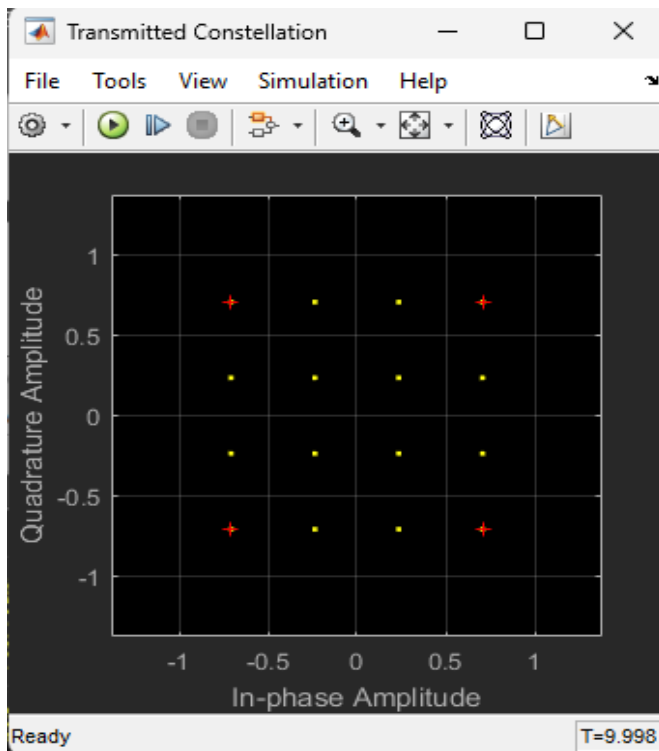 Transmitted Constellation
File Tools View Simulation Help
1
0.5
0
-0.5
-1
Quadrature Amplitude
-1 -0.5 0 0.5 1
In-phase Amplitude
Ready T=9.998